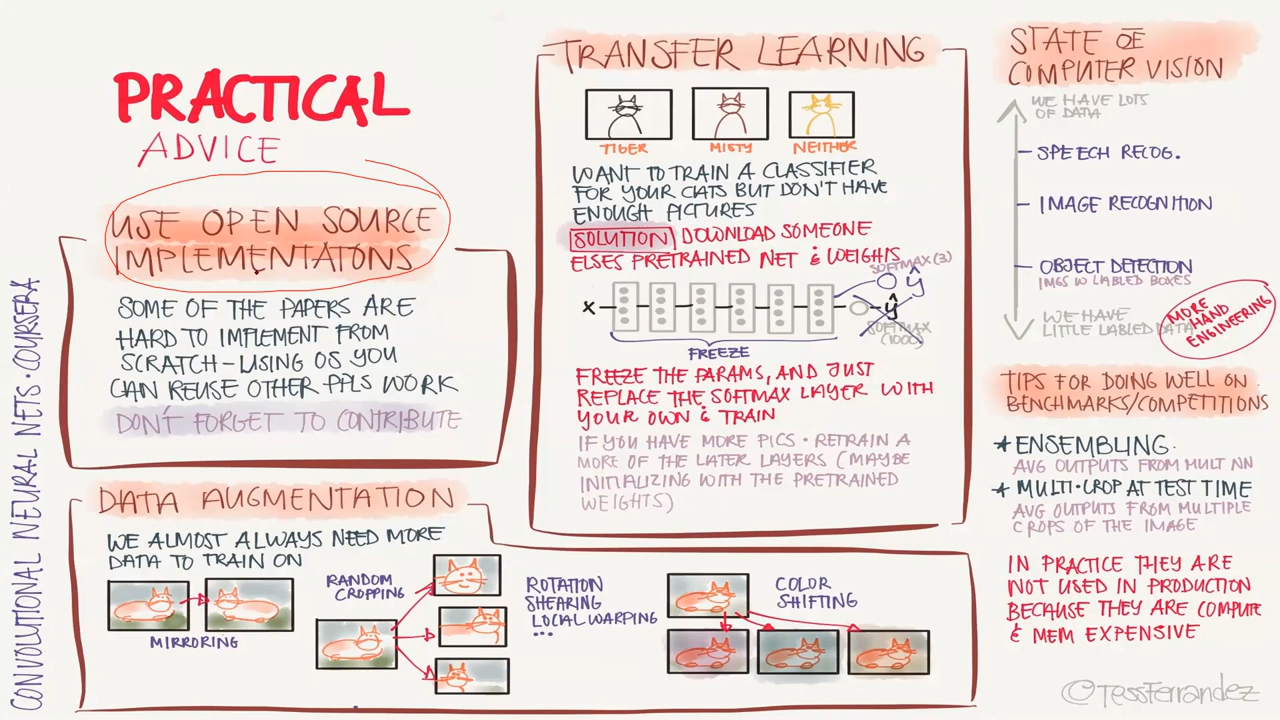 CONVOLUTIONAL NEURAL NETS · COURSERA
PRACTICAL
ADVICE
USE OPEN SOURCE
IMPLEMENTATONS
SOME OF THE PAPERS ARE
HARD TO IMPLEMENT FROM
SCRATCH - USING OS YOU
CAN REUSE OTHER PPLS WORK
DON'T FORGET TO CONTRIBUTE
TRANSFER LEARNING
TIGER
MISTY
NEITHER
WANT TO TRAIN A CLASSIFIER
FOR YOUR CATS BUT DON'T HAVE
ENOUGH PICTURES
SOLUTION DOWNLOAD SOMEONE
ELSES PRETRAINED NET & WEIGHTS
SOFTMAX (3)
ŷ
X
ŷ
SOFTMAX
(1000)
FREEZE
FREEZE THE PARAMS, AND JUST
REPLACE THE SOFTMAX LAYER WITH
YOUR OWN & TRAIN
IF YOU HAVE MORE PICS · RETRAIN A
MORE OF THE LATER LAYERS (MAYBE
INITIALIZING WITH THE PRETRAINED
WEIGHTS)
DATA AUGMENTATION
WE ALMOST ALWAYS NEED MORE
DATA TO TRAIN ON
MIRRORING
RANDOM
CROPPING
ROTATION
SHEARING
LOCAL WARPING
...
COLOR
SHIFTING
STATE OF
COMPUTER VISION
WE HAVE LOTS
OF DATA
SPEECH RECOG.
IMAGE RECOGNITION
OBJECT DETECTION
IMGS W LABLED BOXES
WE HAVE
LITTLE LABLED DATA
MORE
HAND
ENGINEERING
TIPS FOR DOING WELL ON
BENCHMARKS/COMPETITIONS
* ENSEMBLING.
AVG OUTPUTS FROM MULT NN
* MULTI-CROP AT TEST TIME
AVG OUTPUTS FROM MULTIPLE
CROPS OF THE IMAGE
IN PRACTICE THEY ARE
NOT USED IN PRODUCTION
BECAUSE THEY ARE COMPUTE
& MEM EXPENSIVE
©TessFerrandez